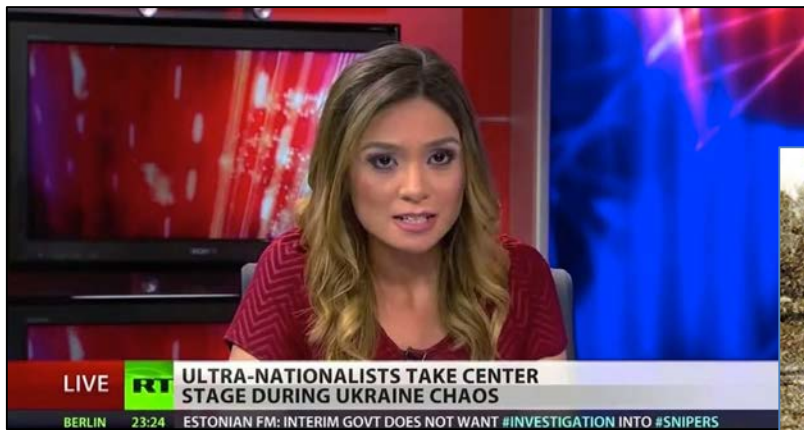 SONY
LIVE RT ULTRA-NATIONALISTS TAKE CENTER
STAGE DURING UKRAINE CHAOS
BERLIN 23:24 ESTONIAN FM: INTERIM GOVT DOES NOT WANT #INVESTIGATION INTO #SNIPERS